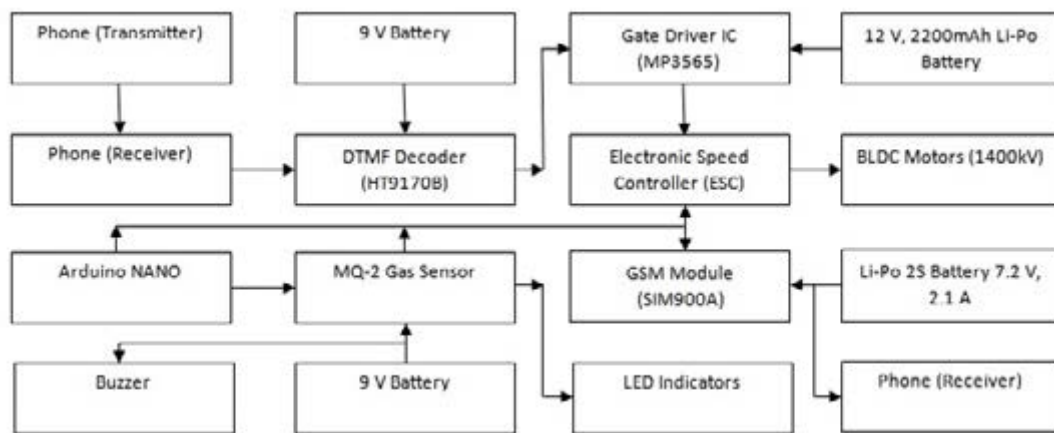 Phone (Transmitter)
9 V Battery
Gate Driver IC
(MP3565)
12 V, 2200mAh Li-Po
Battery
Phone (Receiver)
DTMF Decoder
(HT9170B)
Electronic Speed
Controller (ESC)
BLDC Motors (1400kV)
Arduino NANO
MQ-2 Gas Sensor
GSM Module
(SIM900A)
Li-Po 2S Battery 7.2 V,
2.1 A
Buzzer
9 V Battery
LED Indicators
Phone (Receiver)